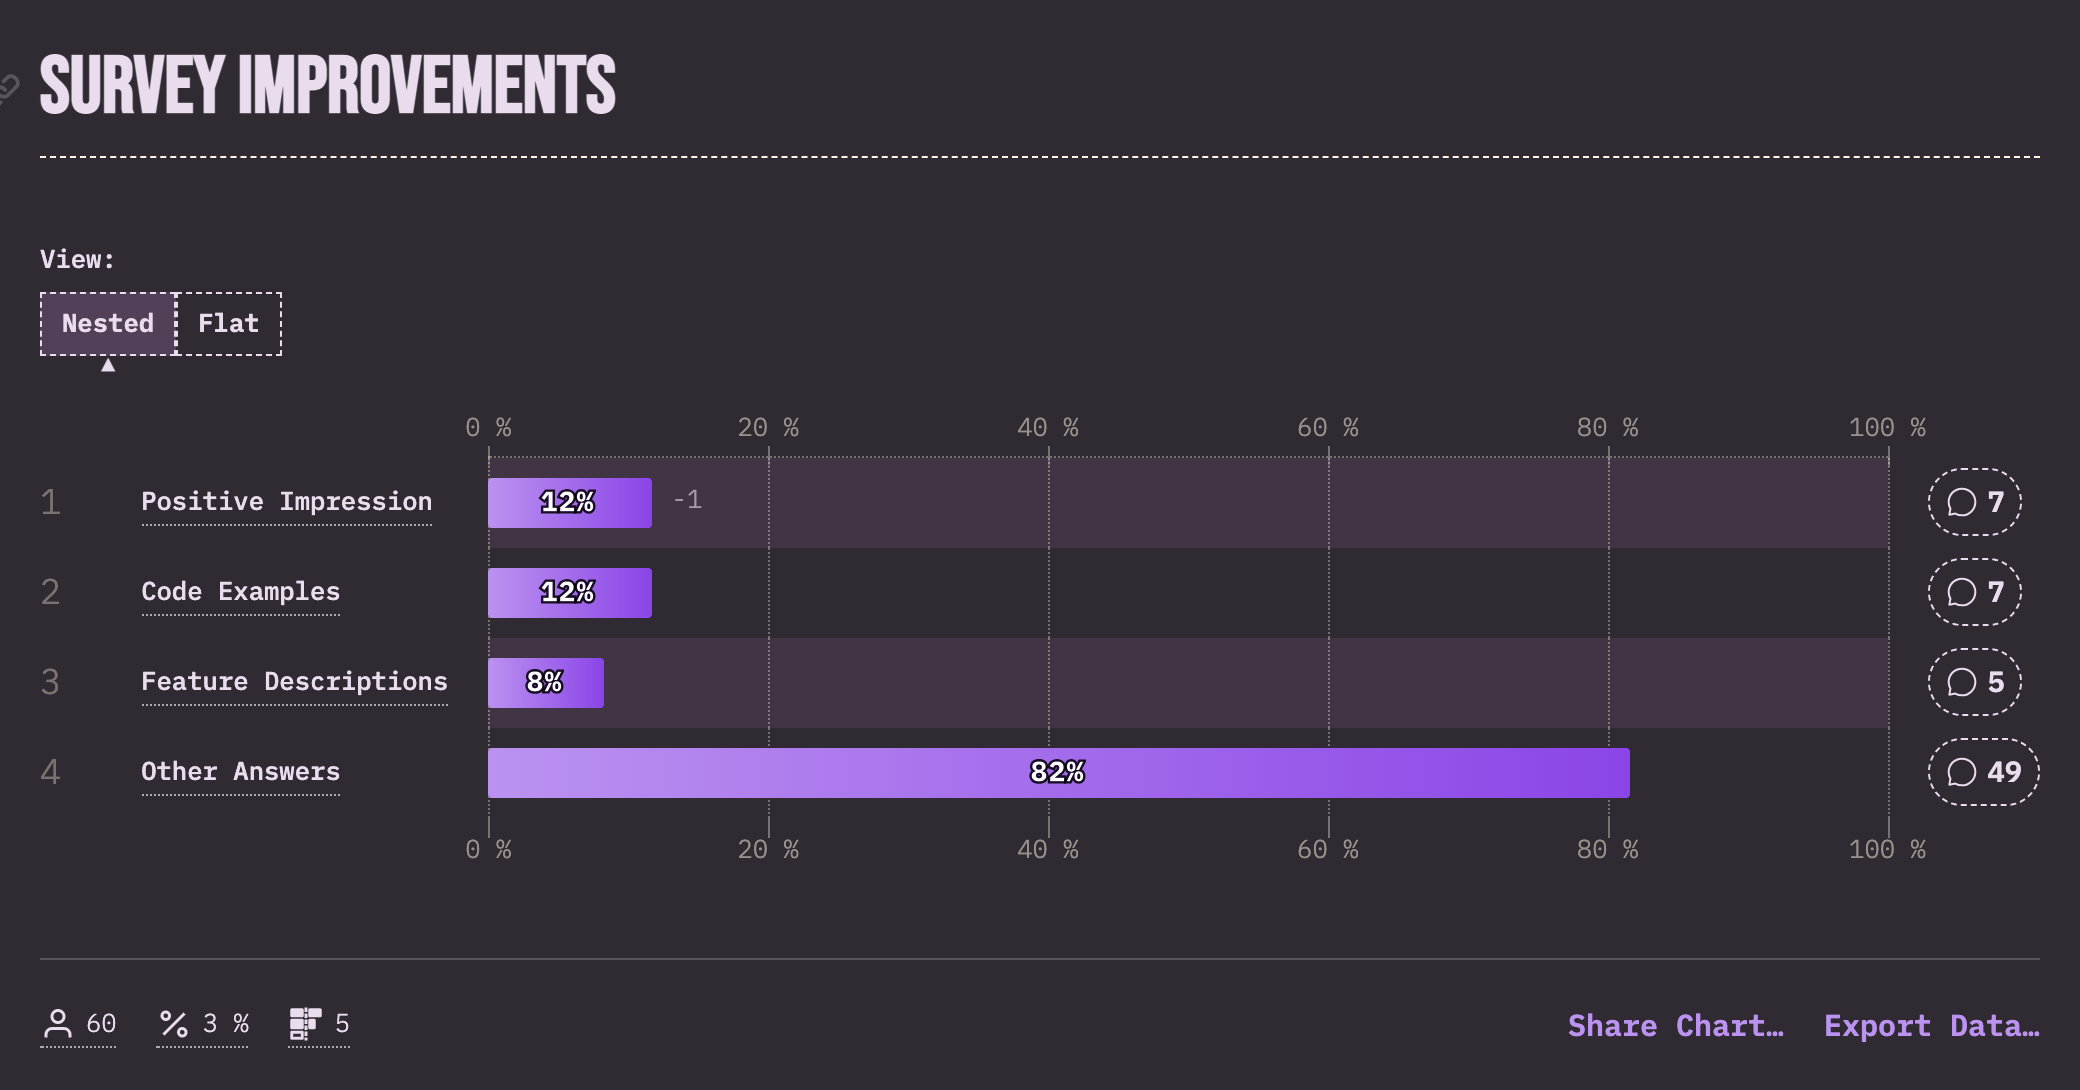 SURVEY IMPROVEMENTS
View:
Nested Flat
0 % 20 % 40 % 60 % 80 % 100 %
1 Positive Impression 12% -1 7
2 Code Examples 12% 7
3 Feature Descriptions 8% 5
4 Other Answers 82% 49
0 % 20 % 40 % 60 % 80 % 100 %
60 3 % 5 Share Chart… Export Data…